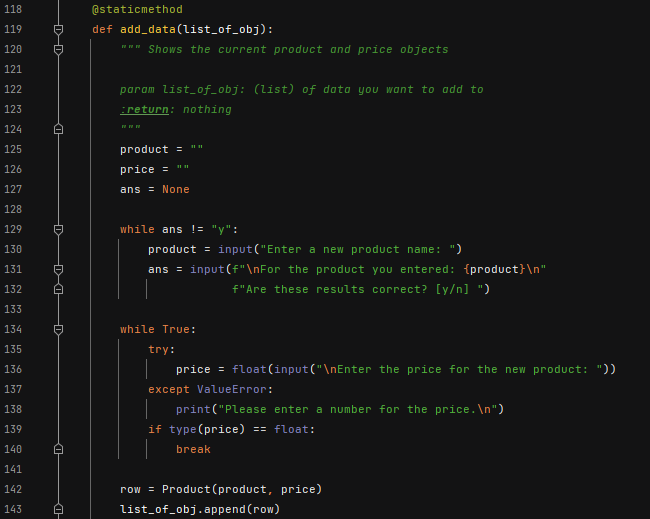 118 @staticmethod
119 def add_data(list_of_obj):
120 """ Shows the current product and price objects
121
122 param list_of_obj: (list) of data you want to add to
123 :return: nothing
124 """
125 product = ""
126 price = ""
127 ans = None
128
129 while ans != "y":
130 product = input("Enter a new product name: ")
131 ans = input(f"\nFor the product you entered: {product}\n"
132 f"Are these results correct? [y/n] ")
133
134 while True:
135 try:
136 price = float(input("\nEnter the price for the new product: "))
137 except ValueError:
138 print("Please enter a number for the price.\n")
139 if type(price) == float:
140 break
141
142 row = Product(product, price)
143 list_of_obj.append(row)